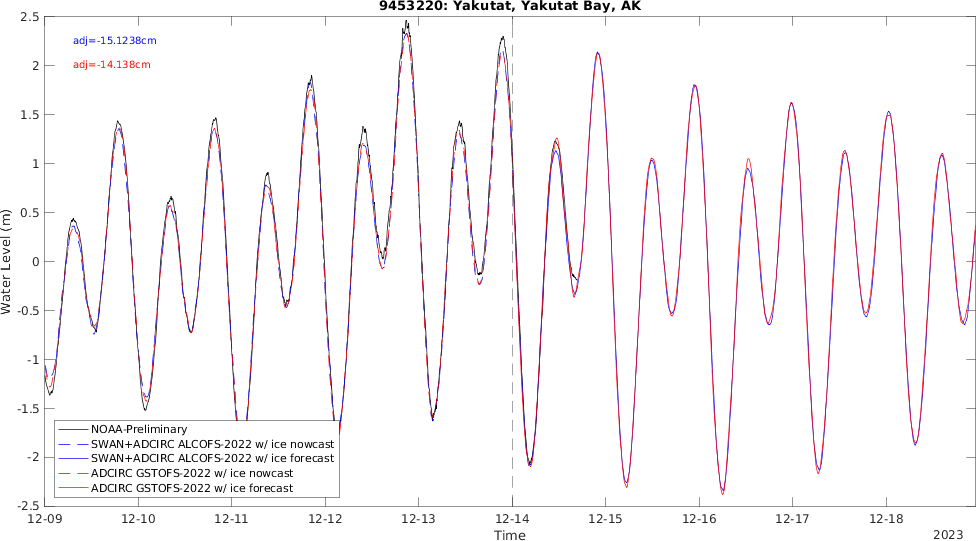 9453220: Yakutat, Yakutat Bay, AK
2.5
adj=-15.1238cm
2
adj=-14.138cm
1.5
1
0.5
0
Water Level (m)
-0.5
-1
-1.5
-2
-2.5
NOAA-Preliminary
SWAN+ADCIRC ALCOFS-2022 w/ ice nowcast
SWAN+ADCIRC ALCOFS-2022 w/ ice forecast
ADCIRC GSTOFS-2022 w/ ice nowcast
ADCIRC GSTOFS-2022 w/ ice forecast
12-09 12-10 12-11 12-12 12-13 12-14 12-15 12-16 12-17 12-18
Time
2023